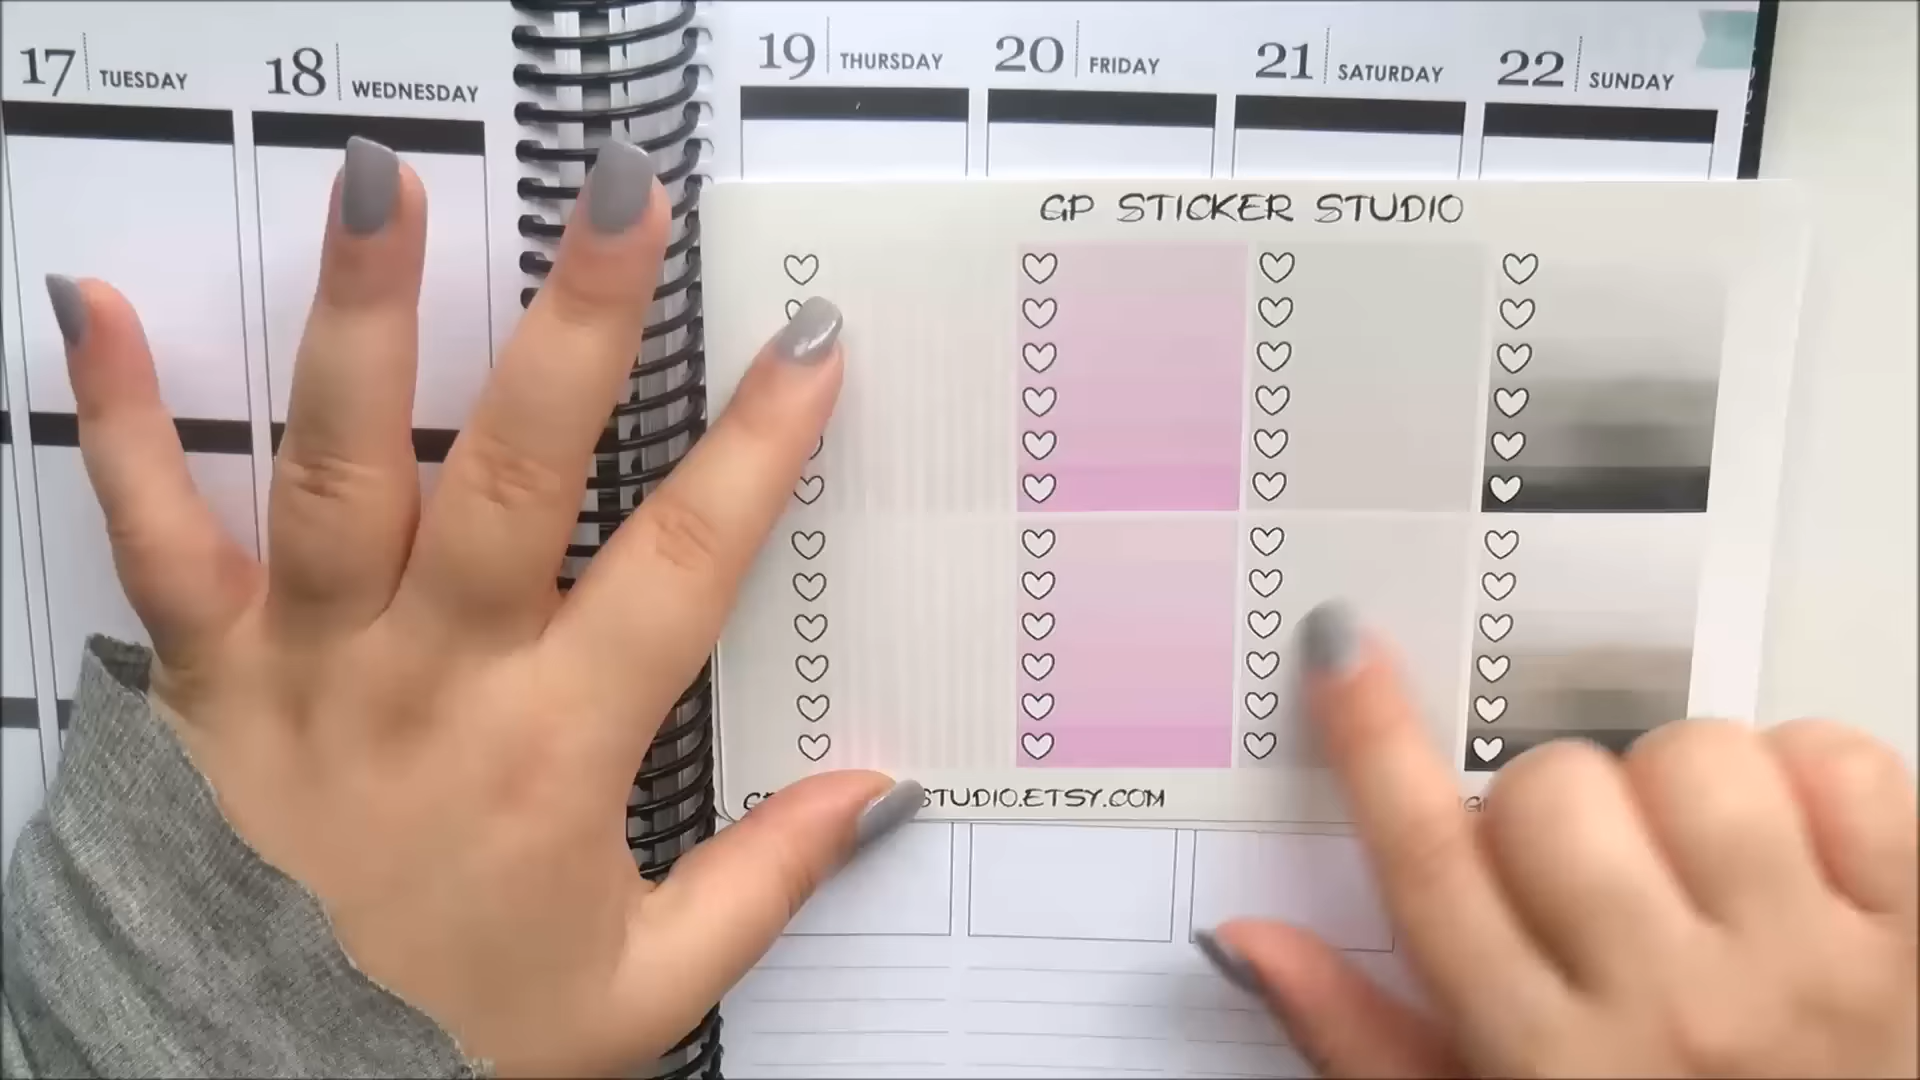 17 TUESDAY 18 WEDNESDAY 19 THURSDAY 20 FRIDAY 21 SATURDAY 22 SUNDAY
GP STICKER STUDIO
STUDIO.ETSY.COM